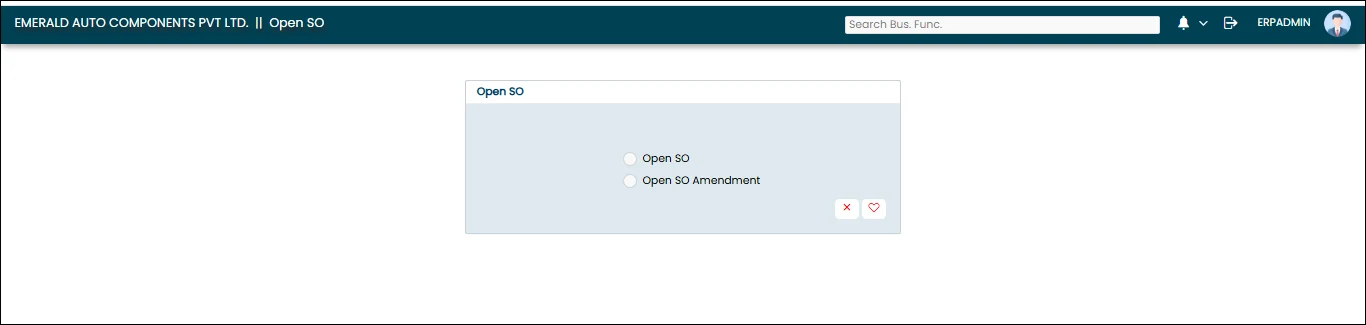 EMERALD AUTO COMPONENTS PVT LTD. || Open SO
Search Bus. Func.
ERPADMIN
Open SO
Open SO
Open SO Amendment